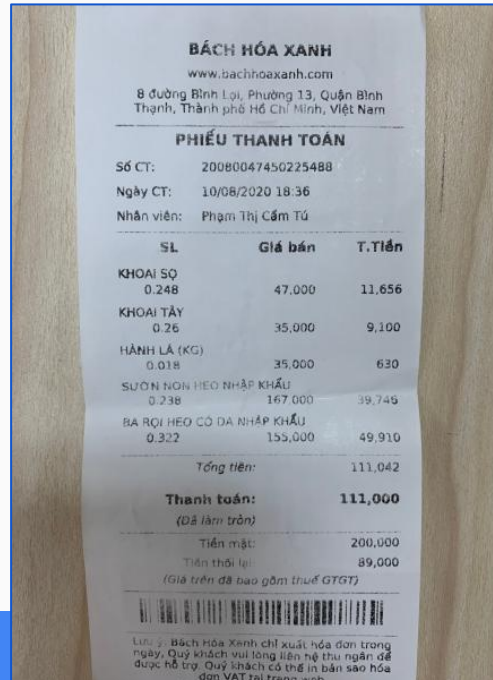 BÁCH HÓA XANH
www.bachhoaxanh.com
8 đường Bình Lợi, Phường 13, Quận Bình
Thạnh, Thành phố Hồ Chí Minh, Việt Nam
PHIẾU THANH TOÁN
Số CT: 20080047450225488
Ngày CT: 10/08/2020 18:36
Nhân viên: Phạm Thị Cẩm Tú
SL Giá bán T.Tiền
KHOAI SỌ
0.248 47,000 11,656
KHOAI TÂY
0.26 35,000 9,100
HÀNH LÁ (KG)
0.018 35,000 630
SƯỜN NON HEO NHẬP KHẨU
0.238 167,000 39,746
BA RỌI HEO CÓ DA NHẬP KHẨU
0.322 155,000 49,910
Tổng tiền: 111,042
Thanh toán: 111,000
(Đã làm tròn)
Tiền mặt: 200,000
Tiền thối lại: 89,000
(Giá trên đã bao gồm thuế GTGT)
Lưu ý: Bách Hóa Xanh chỉ xuất hóa đơn trong
ngày, Quý khách vui lòng liên hệ thu ngân để
được hỗ trợ. Quý khách có thể in bản sao hóa
đơn VAT tại trang web